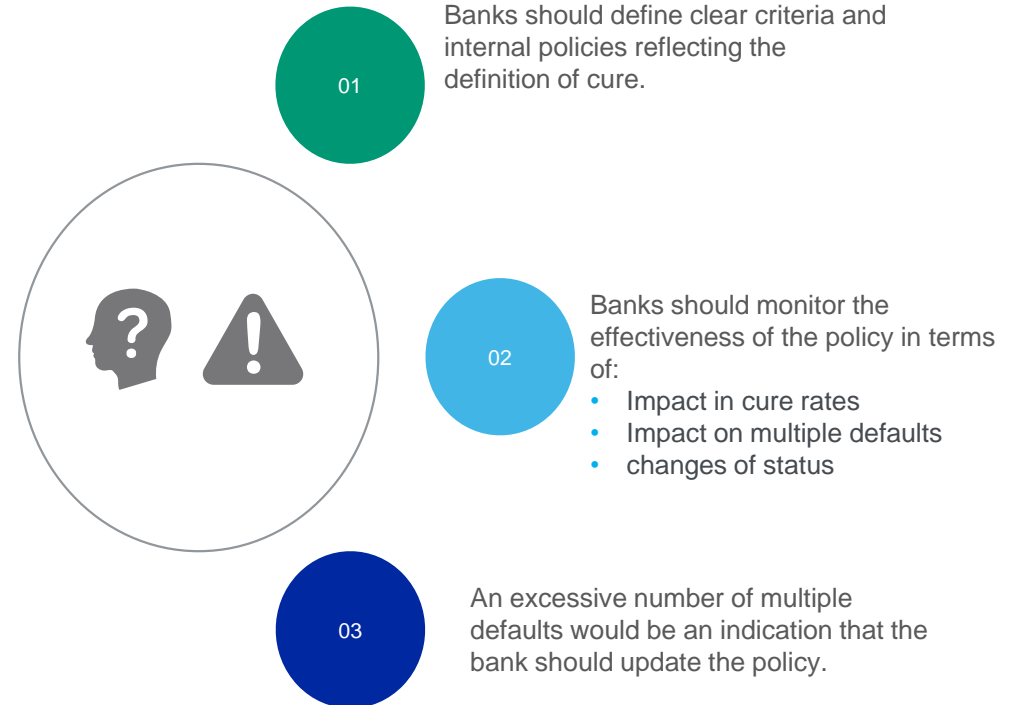 Banks should define clear criteria and
internal policies reflecting the
definition of cure.
01
Banks should monitor the
effectiveness of the policy in terms
of:
• Impact in cure rates
• Impact on multiple defaults
• changes of status
02
An excessive number of multiple
defaults would be an indication that the
bank should update the policy.
03